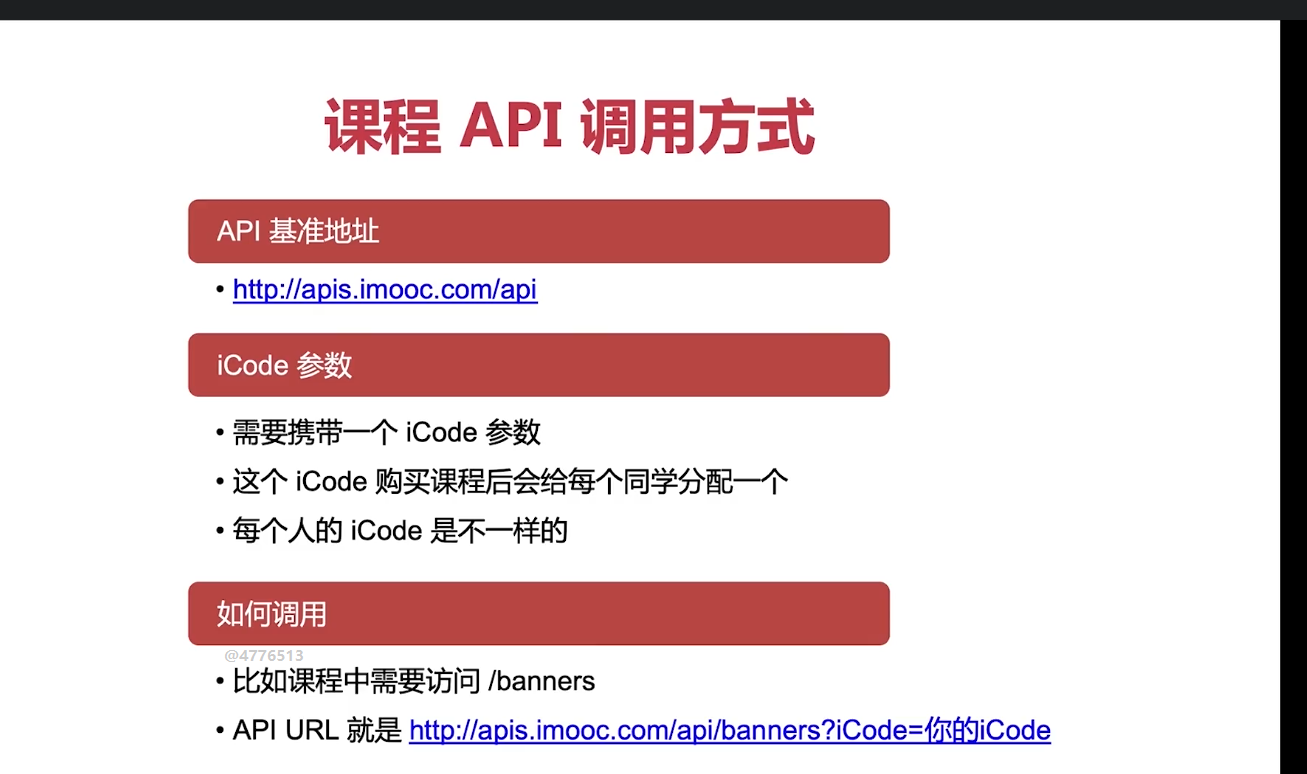 课程 API 调用方式
API 基准地址
• http://apis.imooc.com/api
iCode 参数
• 需要携带一个 iCode 参数
• 这个 iCode 购买课程后会给每个同学分配一个
• 每个人的 iCode 是不一样的
如何调用
@4776513
• 比如课程中需要访问 /banners
• API URL 就是 http://apis.imooc.com/api/banners?iCode=你的iCode